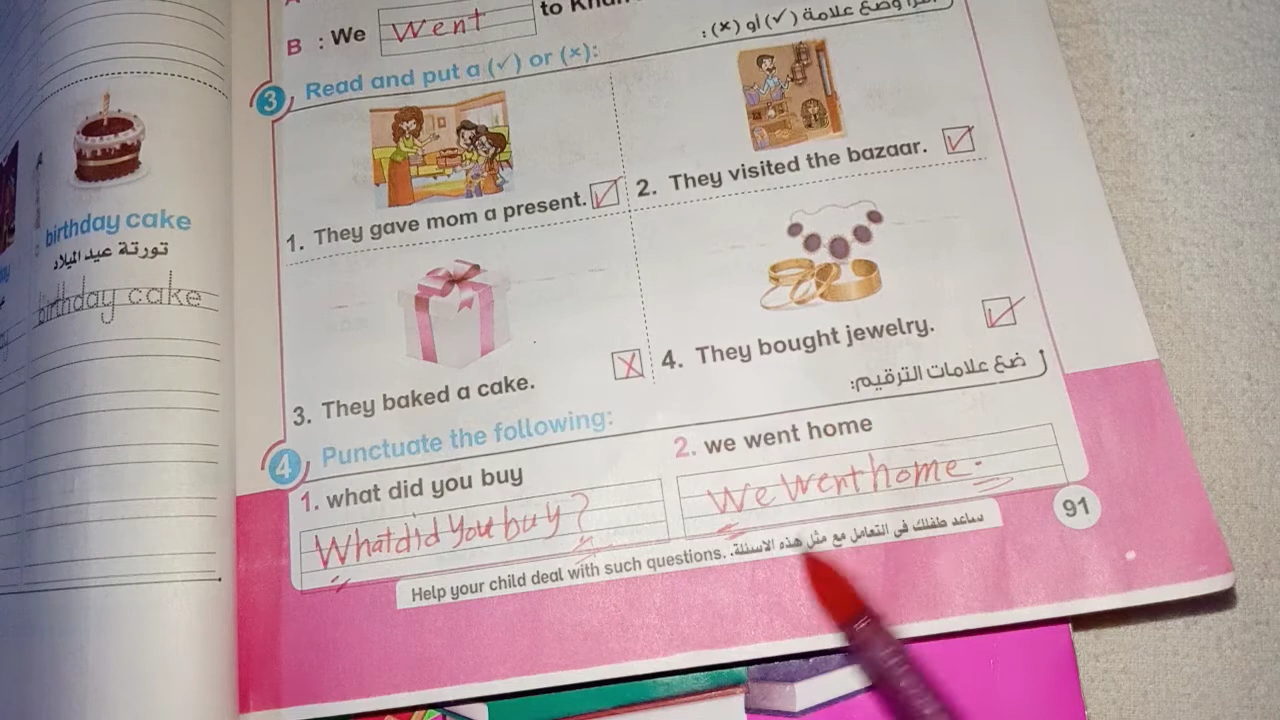 birthday cake
تورتة عيد الميلاد
birthday cake
B : We Went to
وضع علامة (✓) أو (×) :
3 Read and put a (✓) or (×):
1. They gave mom a present. ✓
2. They visited the bazaar. ✓
3. They baked a cake. X
4. They bought jewelry. ✓
ضع علامات الترقيم:
4 Punctuate the following:
1. what did you buy
What did you buy?
2. we went home
We went home.
Help your child deal with such questions. ساعد طفلك فى التعامل مع مثل هذه الاسئلة.
91